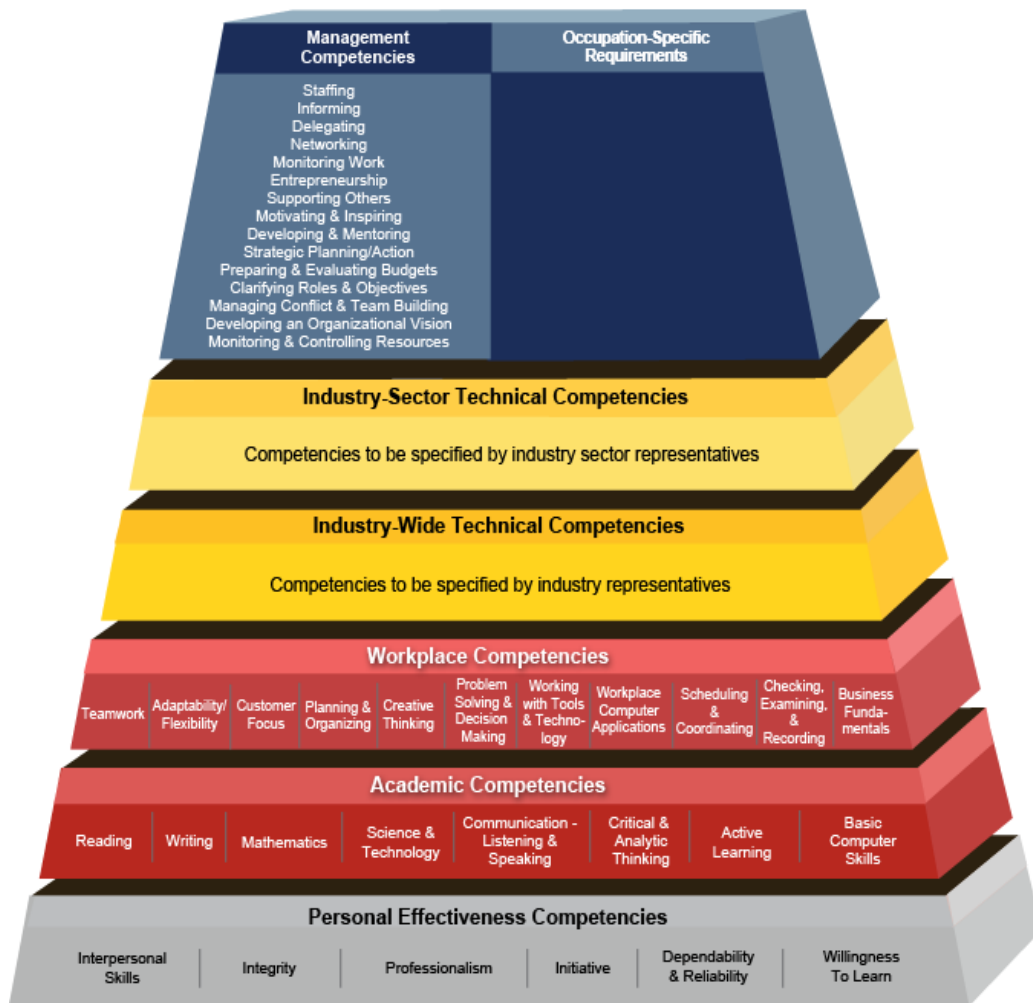 Management
Competencies
Occupation-Specific
Requirements
Staffing
Informing
Delegating
Networking
Monitoring Work
Entrepreneurship
Supporting Others
Motivating & Inspiring
Developing & Mentoring
Strategic Planning/Action
Preparing & Evaluating Budgets
Clarifying Roles & Objectives
Managing Conflict & Team Building
Developing an Organizational Vision
Monitoring & Controlling Resources
Industry-Sector Technical Competencies
Competencies to be specified by industry sector representatives
Industry-Wide Technical Competencies
Competencies to be specified by industry representatives
Workplace Competencies
Teamwork
Adaptability/
Flexibility
Customer
Focus
Planning &
Organizing
Creative
Thinking
Problem
Solving &
Decision
Making
Working
with Tools
& Techno-
logy
Workplace
Computer
Applications
Scheduling
&
Coordinating
Checking,
Examining,
&
Recording
Business
Funda-
mentals
Academic Competencies
Reading
Writing
Mathematics
Science &
Technology
Communication -
Listening &
Speaking
Critical &
Analytic
Thinking
Active
Learning
Basic
Computer
Skills
Personal Effectiveness Competencies
Interpersonal
Skills
Integrity
Professionalism
Initiative
Dependability
& Reliability
Willingness
To Learn